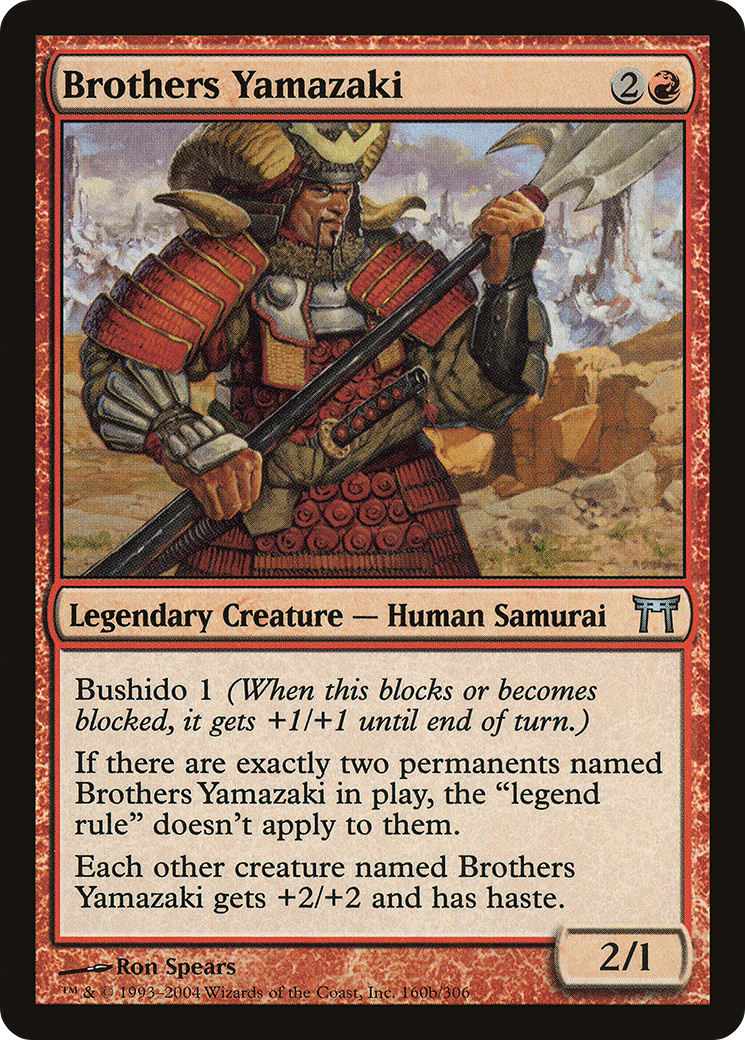 Brothers Yamazaki 2
Legendary Creature — Human Samurai
Bushido 1 (When this blocks or becomes
blocked, it gets +1/+1 until end of turn.)
If there are exactly two permanents named
Brothers Yamazaki in play, the “legend
rule” doesn’t apply to them.
Each other creature named Brothers
Yamazaki gets +2/+2 and has haste.
2/1
Ron Spears
™ & © 1993–2004 Wizards of the Coast, Inc. 160b/306